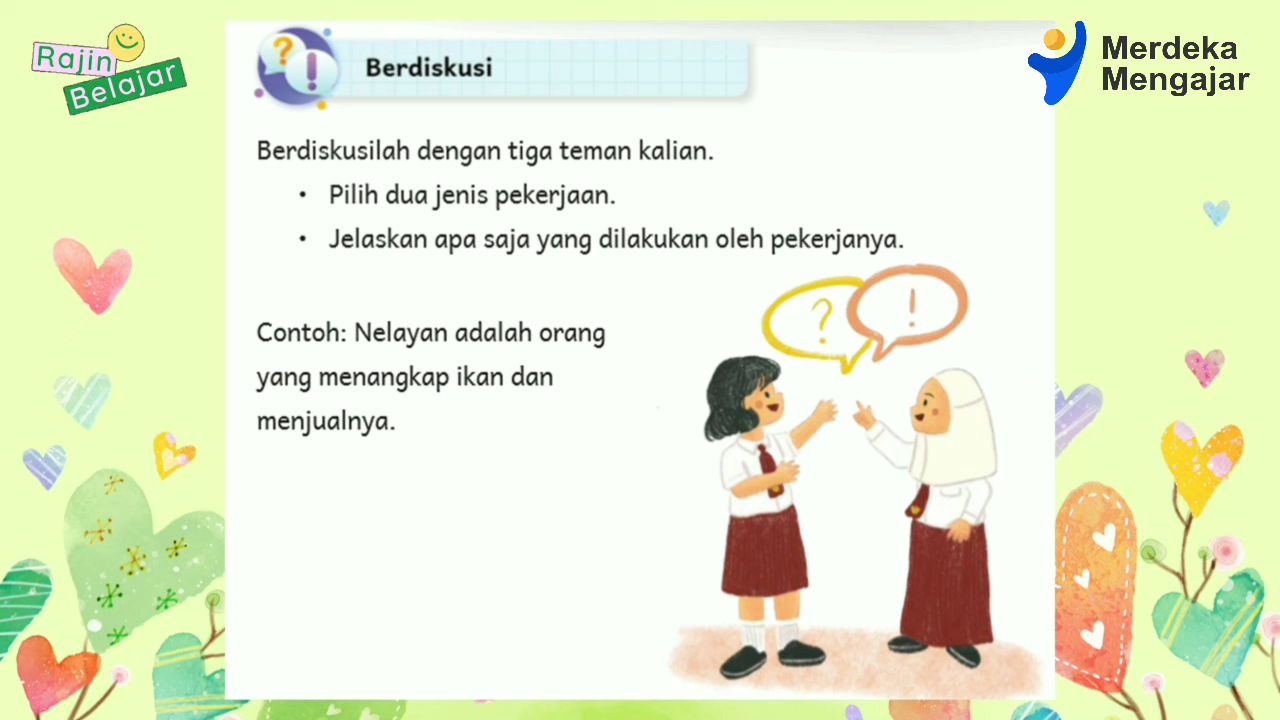 Rajin
Belajar
Merdeka
Mengajar
? !
Berdiskusi
Berdiskusilah dengan tiga teman kalian.
• Pilih dua jenis pekerjaan.
• Jelaskan apa saja yang dilakukan oleh pekerjanya.
Contoh: Nelayan adalah orang
yang menangkap ikan dan
menjualnya.
? !